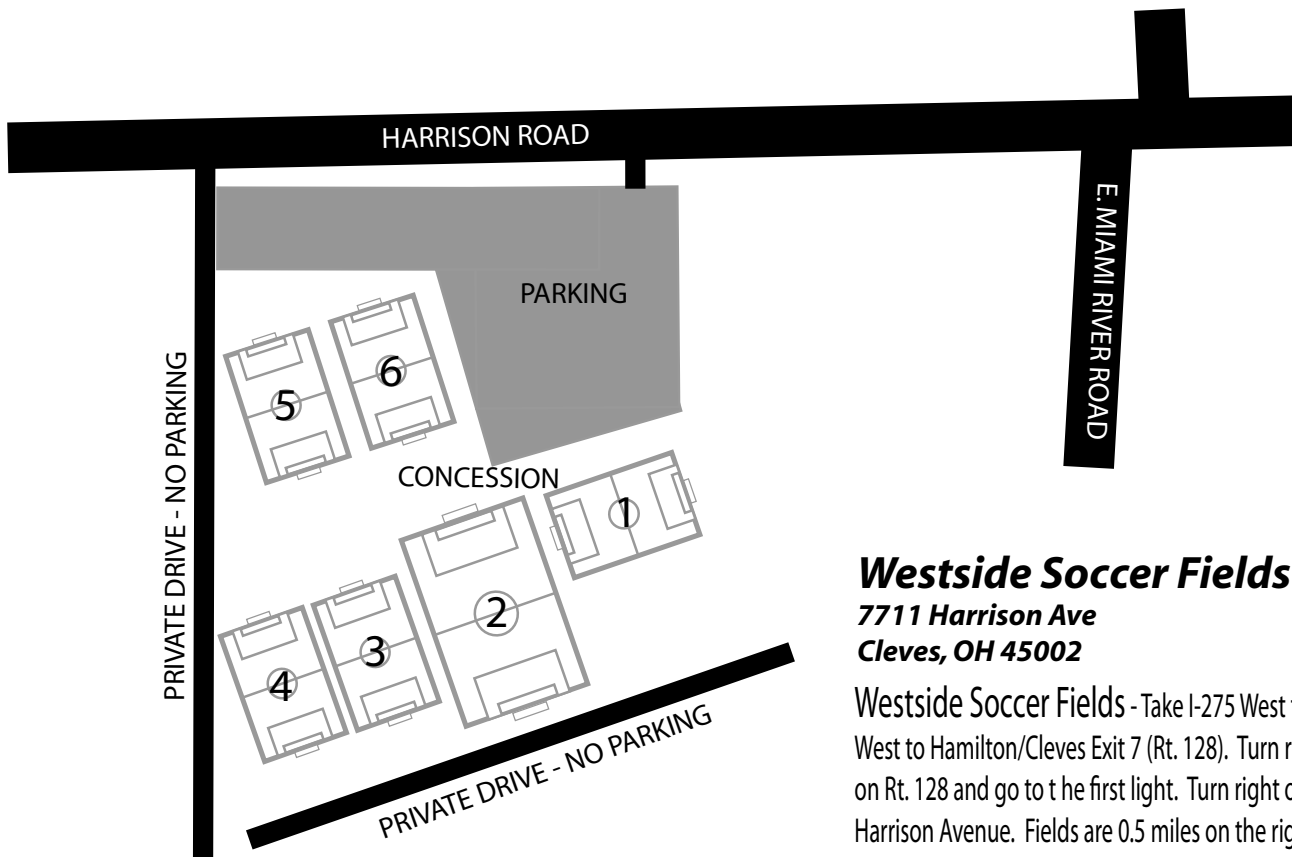 HARRISON ROAD
E. MIAMI RIVER ROAD
PARKING
PRIVATE DRIVE - NO PARKING
6
5
CONCESSION
1
2
3
4
PRIVATE DRIVE - NO PARKING
Westside Soccer Fields
7711 Harrison Ave
Cleves, OH 45002
Westside Soccer Fields - Take I-275 West
West to Hamilton/Cleves Exit 7 (Rt. 128). Turn
on Rt. 128 and go to t he first light. Turn right
Harrison Avenue. Fields are 0.5 miles on the